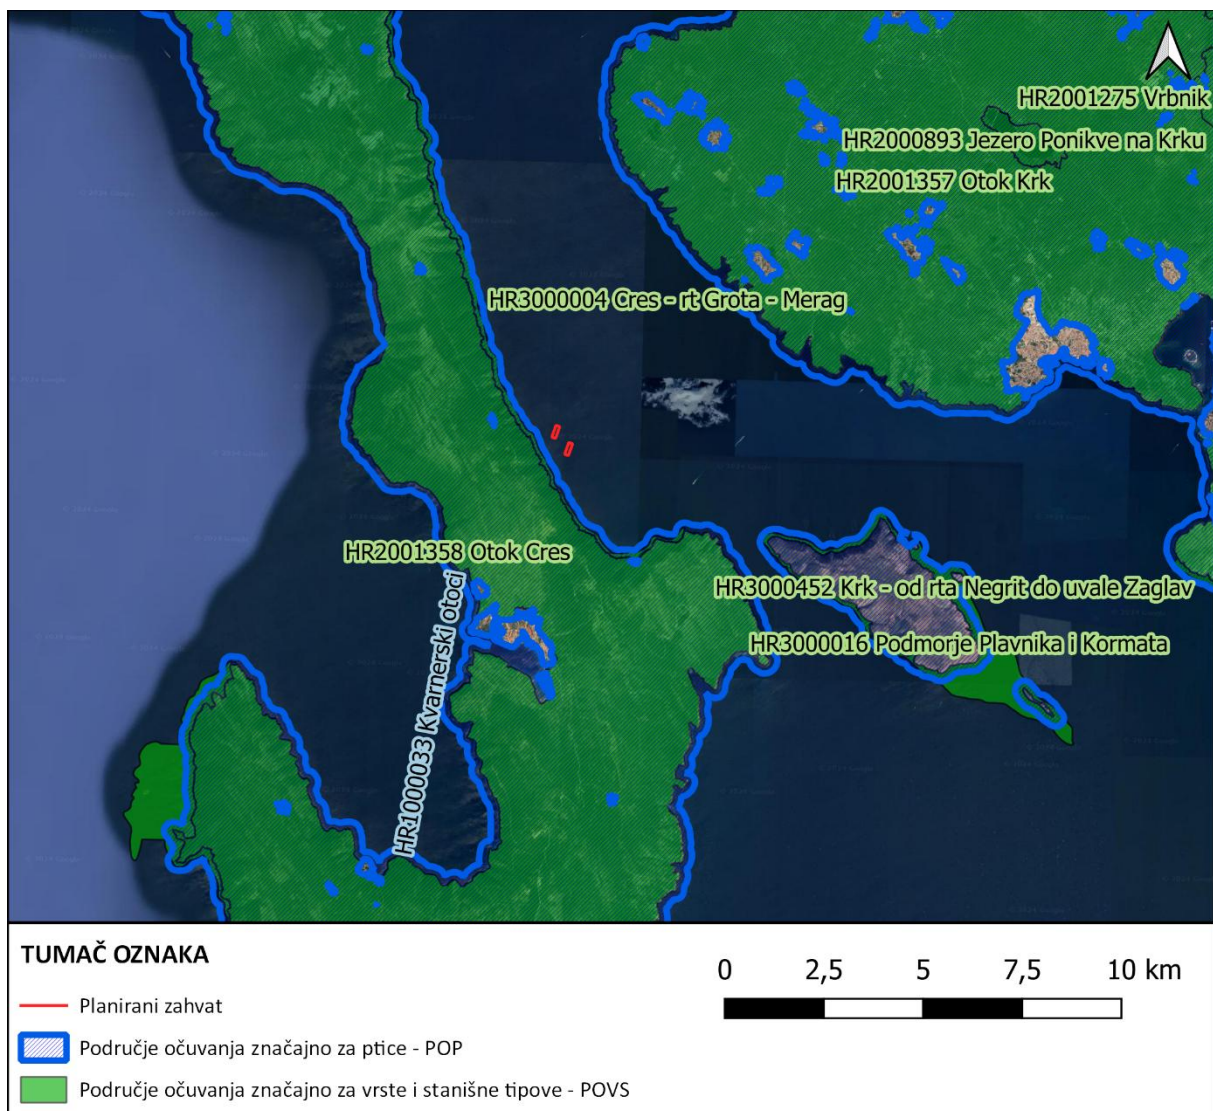 HR2001275 Vrbnik
HR2000893 Jezero Ponikve na Krku
HR2001357 Otok Krk
HR3000004 Cres - rt Grota - Merag
HR2001358 Otok Cres
HR1000033 Kvarnerski otoci
HR3000452 Krk - od rta Negrit do uvale Zaglav
HR3000016 Podmorje Plavnika i Kormata
TUMAČ OZNAKA
Planirani zahvat
Područje očuvanja značajno za ptice - POP
Područje očuvanja značajno za vrste i stanišne tipove - POVS
0 2,5 5 7,5 10 km